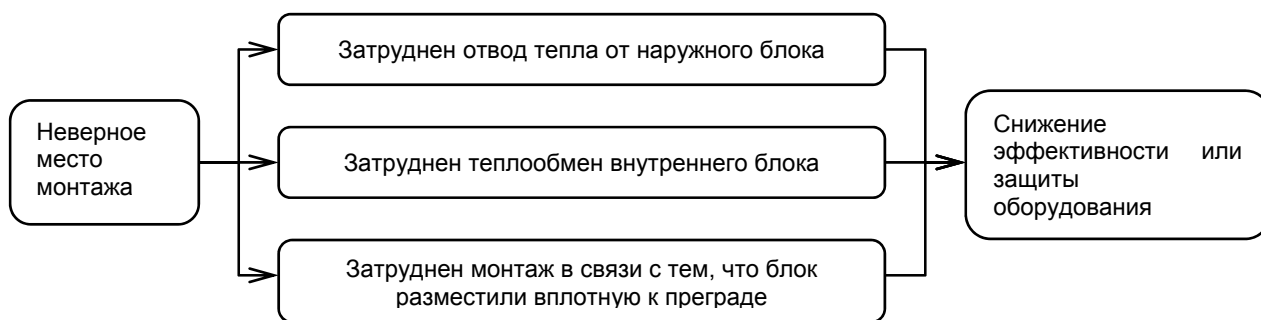 Неверное
место
монтажа
Затруднен отвод тепла от наружного блока
Затруднен теплообмен внутреннего блока
Затруднен монтаж в связи с тем, что блок
разместили вплотную к преграде
Снижение
эффективности или
защиты
оборудования